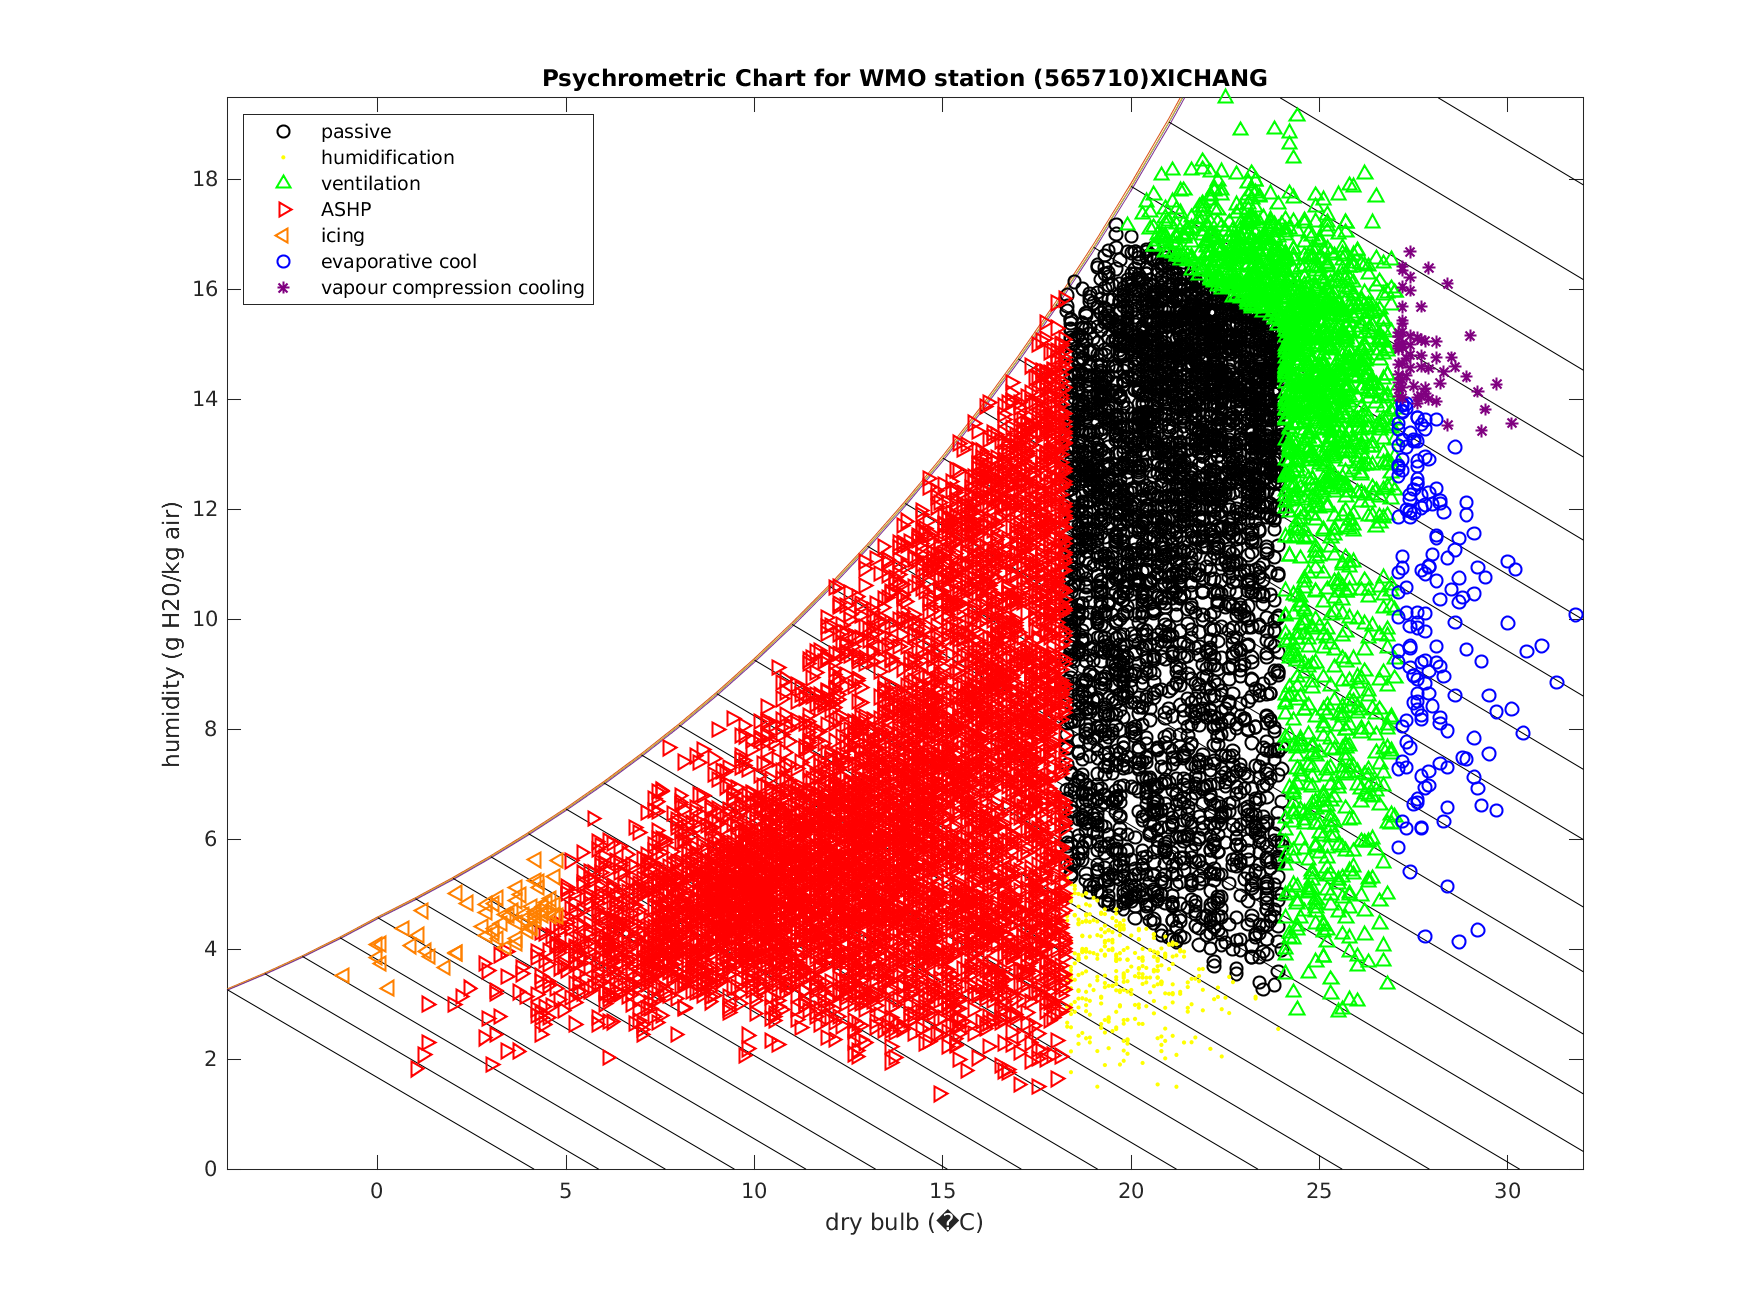 Psychrometric Chart for WMO station (565710)XICHANG
passive
humidification
ventilation
ASHP
icing
evaporative cool
vapour compression cooling
humidity (g H20/kg air)
18
16
14
12
10
8
6
4
2
0
0 5 10 15 20 25 30
dry bulb (�C)